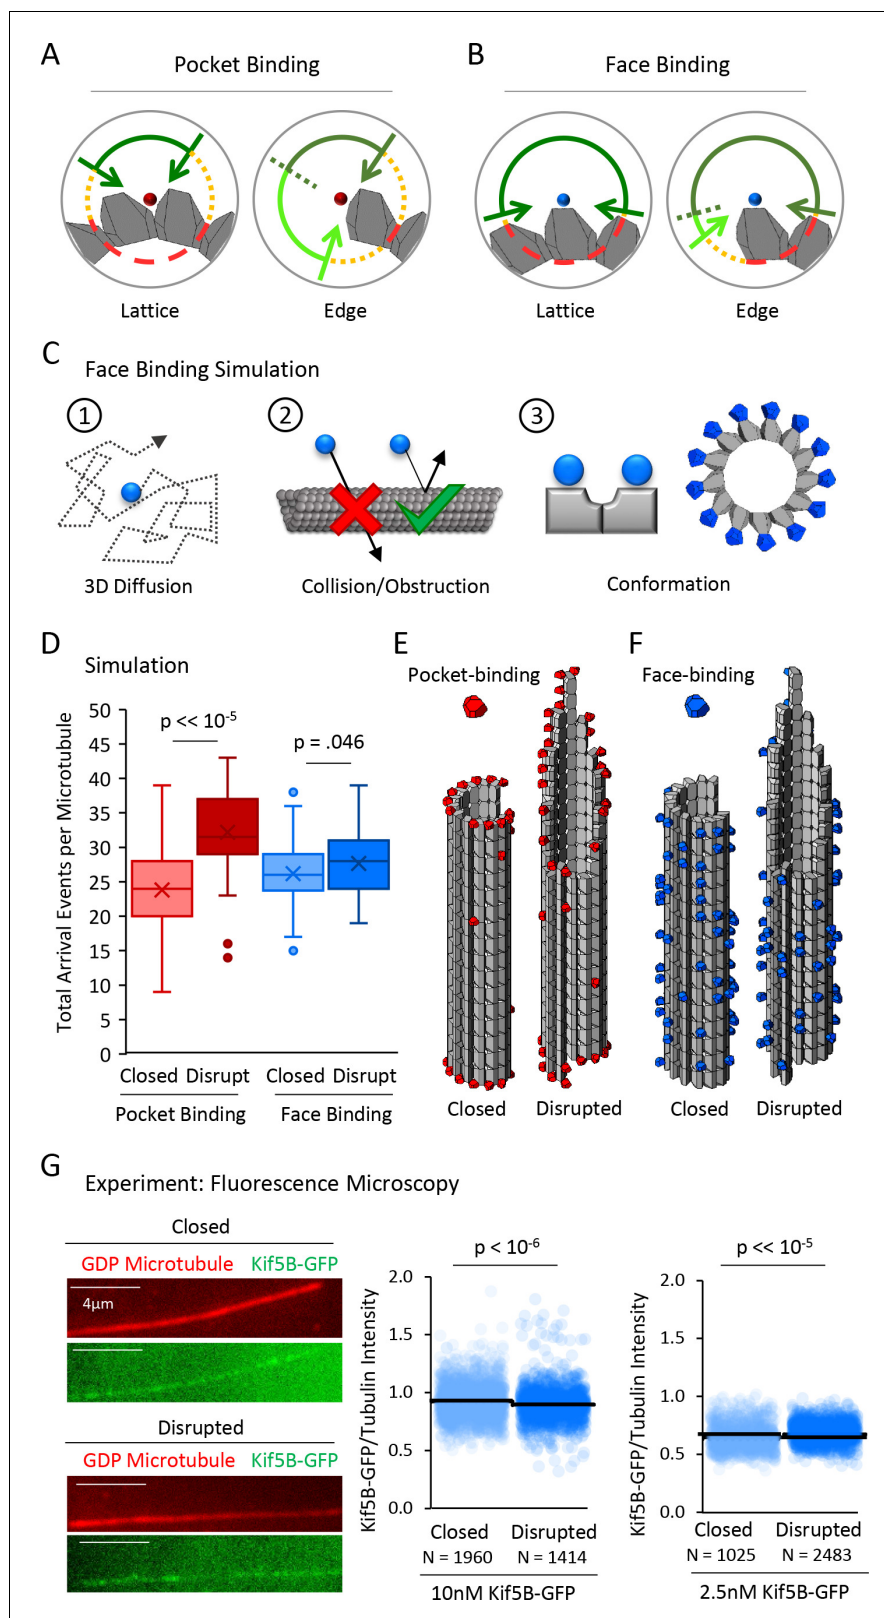 A
Pocket Binding
Lattice
Edge
B
Face Binding
Lattice
Edge
C
Face Binding Simulation
1
3D Diffusion
2
Collision/Obstruction
3
Conformation
D
Simulation
Total Arrival Events per Microtubule
50
45
40
35
30
25
20
15
10
5
0
p << 10⁻⁵
p = .046
Closed Disrupt Closed Disrupt
Pocket Binding Face Binding
E
Pocket-binding
Closed Disrupted
F
Face-binding
Closed Disrupted
G
Experiment: Fluorescence Microscopy
Closed
GDP Microtubule Kif5B-GFP
4μm
Disrupted
GDP Microtubule Kif5B-GFP
p < 10⁻⁶
Kif5B-GFP/Tubulin Intensity
2.0
1.5
1.0
0.5
0.0
Closed Disrupted
N = 1960 N = 1414
10nM Kif5B-GFP
p << 10⁻⁵
Kif5B-GFP/Tubulin Intensity
2.0
1.5
1.0
0.5
0.0
Closed Disrupted
N = 1025 N = 2483
2.5nM Kif5B-GFP